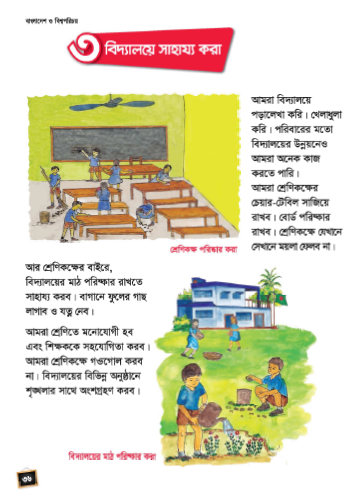 বাংলাদেশ ও বিশ্বপরিচয়
৩ বিদ্যালয়ে সাহায্য করা
আমরা বিদ্যালয়ে
পড়ালেখা করি। খেলাধুলা
করি। পরিবারের মতো
বিদ্যালয়ের উন্নয়নেও
আমরা অনেক কাজ
করতে পারি।
আমরা শ্রেণিকক্ষের
চেয়ার-টেবিল সাজিয়ে
রাখব। বোর্ড পরিষ্কার
রাখব। শ্রেণিকক্ষে যেখানে
সেখানে ময়লা ফেলব না।
শ্রেণিকক্ষ পরিষ্কার করা
আর শ্রেণিকক্ষের বাইরে,
বিদ্যালয়ের মাঠ পরিষ্কার রাখতে
সাহায্য করব। বাগানে ফুলের গাছ
লাগাব ও যত্ন নেব।
আমরা শ্রেণিতে মনোযোগী হব
এবং শিক্ষককে সহযোগিতা করব।
আমরা শ্রেণিকক্ষে গণ্ডগোল করব
না। বিদ্যালয়ের বিভিন্ন অনুষ্ঠানে
শৃঙ্খলার সাথে অংশগ্রহণ করব।
বিদ্যালয়ের মাঠ পরিষ্কার করা
৩৬